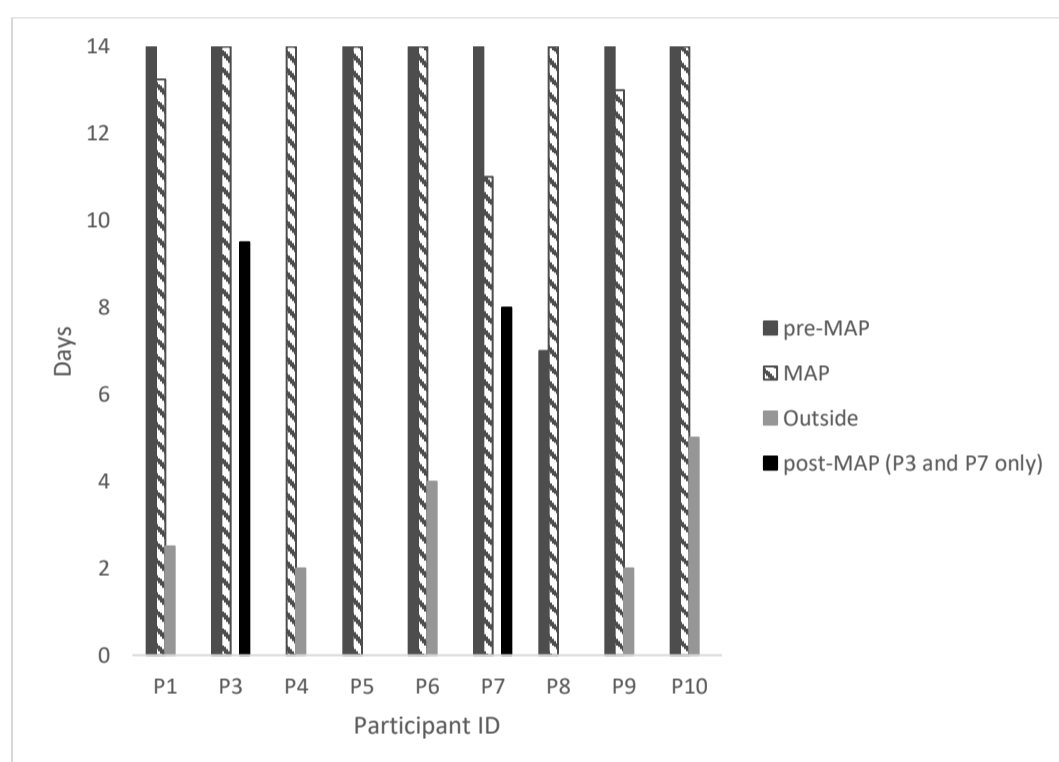 14
12
10
8
6
4
2
0
Days
P1 P3 P4 P5 P6 P7 P8 P9 P10
Participant ID
pre-MAP
MAP
Outside
post-MAP (P3 and P7 only)